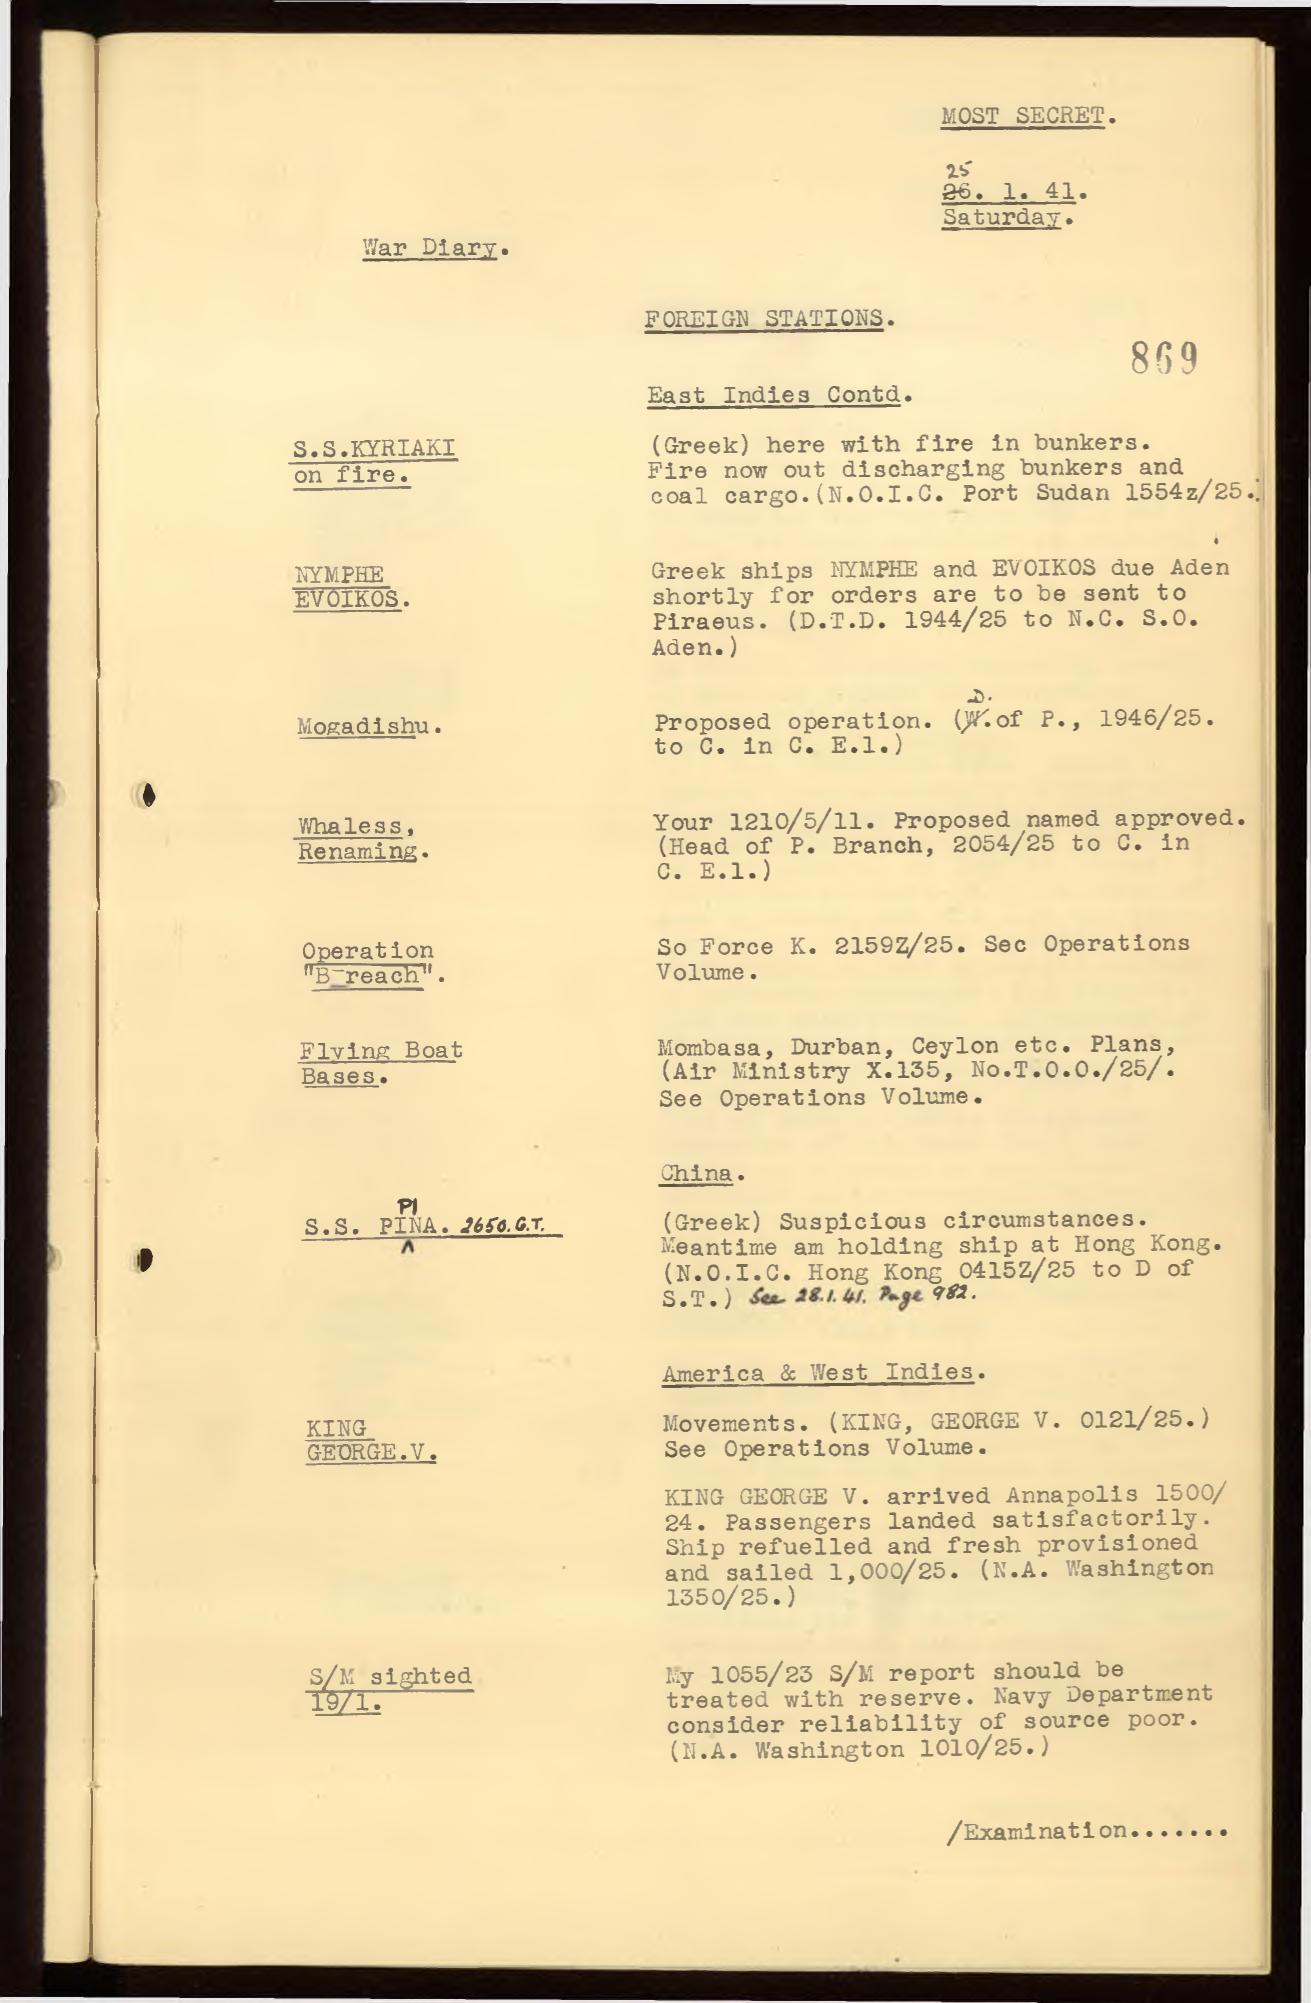 MOST SECRET.
25
26. 1. 41.
Saturday.
War Diary.
FOREIGN STATIONS.
869
East Indies Contd.
S.S.KYRIAKI
on fire.
(Greek) here with fire in bunkers.
Fire now out discharging bunkers and
coal cargo.(N.O.I.C. Port Sudan 1554z/25.)
NYMPHE
EVOIKOS.
Greek ships NYMPHE and EVOIKOS due Aden
shortly for orders are to be sent to
Piraeus. (D.T.D. 1944/25 to N.C. S.O.
Aden.)
Mogadishu.
D.
Proposed operation. (W.of P., 1946/25.
to C. in C. E.l.)
Whaless,
Renaming.
Your 1210/5/11. Proposed named approved.
(Head of P. Branch, 2054/25 to C. in
C. E.l.)
Operation
"B_reach".
So Force K. 2159Z/25. Sec Operations
Volume.
Flying Boat
Bases.
Mombasa, Durban, Ceylon etc. Plans,
(Air Ministry X.135, No.T.O.O./25/.
See Operations Volume.
China.
PI
S.S. PINA. 2650.G.T.
(Greek) Suspicious circumstances.
Meantime am holding ship at Hong Kong.
(N.O.I.C. Hong Kong 0415Z/25 to D of
S.T.) See 28.1.41. Page 982.
America & West Indies.
KING
GEORGE.V.
Movements. (KING, GEORGE V. 0121/25.)
See Operations Volume.
KING GEORGE V. arrived Annapolis 1500/
24. Passengers landed satisfactorily.
Ship refuelled and fresh provisioned
and sailed 1,000/25. (N.A. Washington
1350/25.)
S/M sighted
19/1.
My 1055/23 S/M report should be
treated with reserve. Navy Department
consider reliability of source poor.
(N.A. Washington 1010/25.)
/Examination.......